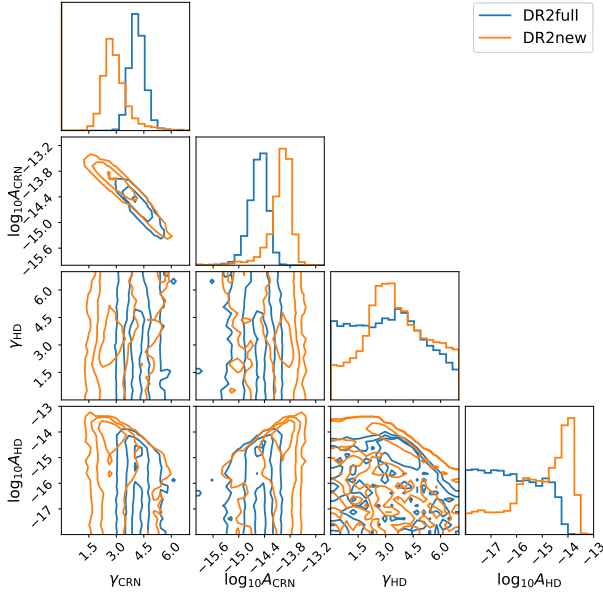 DR2full
DR2new
log₁₀A_CRN
−13.2
−13.8
−14.4
−15.0
−15.6
γ_HD
6.0
4.5
3.0
1.5
log₁₀A_HD
−13
−14
−15
−16
−17
1.5 3.0 4.5 6.0
−15.6 −15.0 −14.4 −13.8 −13.2
1.5 3.0 4.5 6.0
−17 −16 −15 −14 −13
γ_CRN log₁₀A_CRN γ_HD log₁₀A_HD